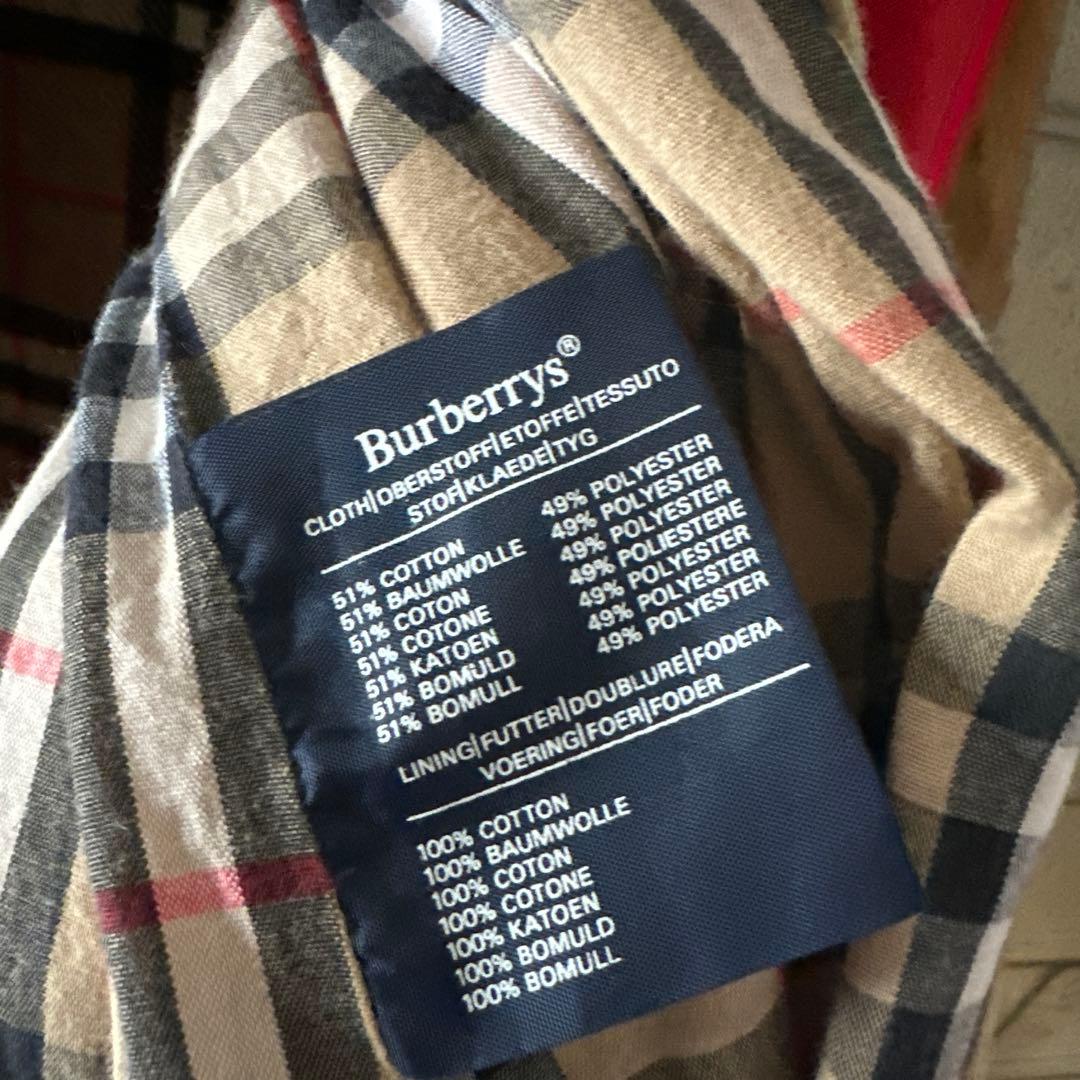 Burberrys®
CLOTH|OBERSTOFF|ETOFFE|TESSUTO
STOF|KLAEDE|TYG
51% COTTON 49% POLYESTER
51% BAUMWOLLE 49% POLYESTER
51% COTON 49% POLYESTER
51% COTONE 49% POLIESTERE
51% KATOEN 49% POLYESTER
51% BOMULD 49% POLYESTER
51% BOMULL 49% POLYESTER
LINING|FUTTER|DOUBLURE|FODERA
VOERING|FOER|FODER
100% COTTON
100% BAUMWOLLE
100% COTON
100% COTONE
100% KATOEN
100% BOMULD
100% BOMULL